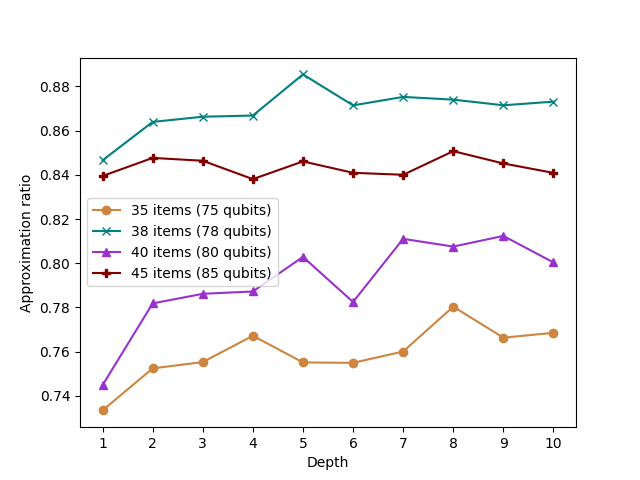 0.88
0.86
0.84
0.82
0.80
0.78
0.76
0.74
Approximation ratio
35 items (75 qubits)
38 items (78 qubits)
40 items (80 qubits)
45 items (85 qubits)
1 2 3 4 5 6 7 8 9 10
Depth